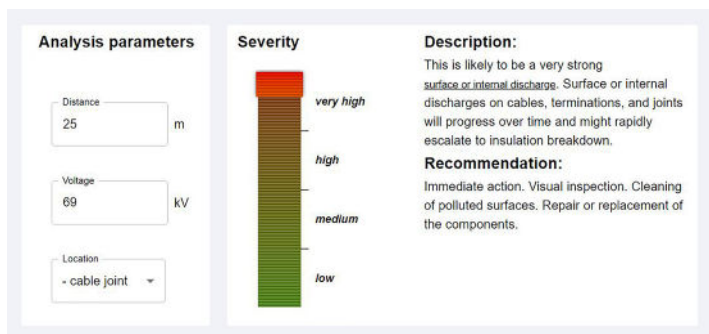 Analysis parameters
Distance
25
m
Voltage
69
kV
Location
- cable joint
Severity
very high
high
medium
low
Description:
This is likely to be a very strong
surface or internal discharge. Surface or internal
discharges on cables, terminations, and joints
will progress over time and might rapidly
escalate to insulation breakdown.
Recommendation:
Immediate action. Visual inspection. Cleaning
of polluted surfaces. Repair or replacement of
the components.